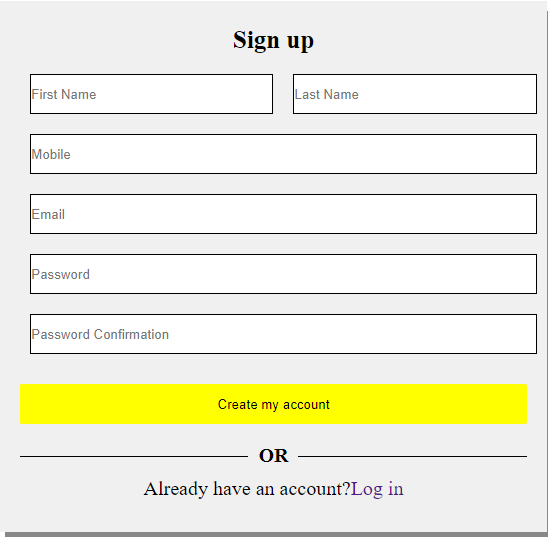 Sign up
First Name Last Name
Mobile
Email
Password
Password Confirmation
Create my account
OR
Already have an account?Log in